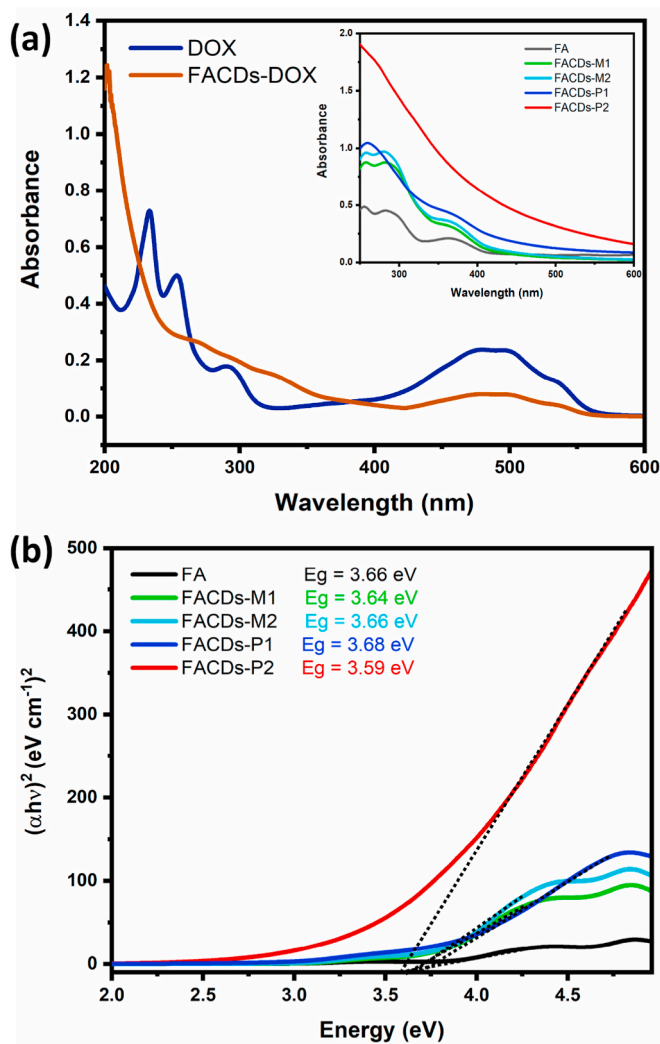 (a)
DOX
FACDs-DOX
Absorbance
1.4
1.2
1.0
0.8
0.6
0.4
0.2
0.0
200
300
400
500
600
Wavelength (nm)
FA
FACDs-M1
FACDs-M2
FACDs-P1
FACDs-P2
Absorbance
2.0
1.5
1.0
0.5
0.0
300
400
500
600
Wavelength (nm)
(b)
FA Eg = 3.66 eV
FACDs-M1 Eg = 3.64 eV
FACDs-M2 Eg = 3.66 eV
FACDs-P1 Eg = 3.68 eV
FACDs-P2 Eg = 3.59 eV
(αhν)² (eV cm⁻¹)²
500
400
300
200
100
0
2.0
2.5
3.0
3.5
4.0
4.5
Energy (eV)